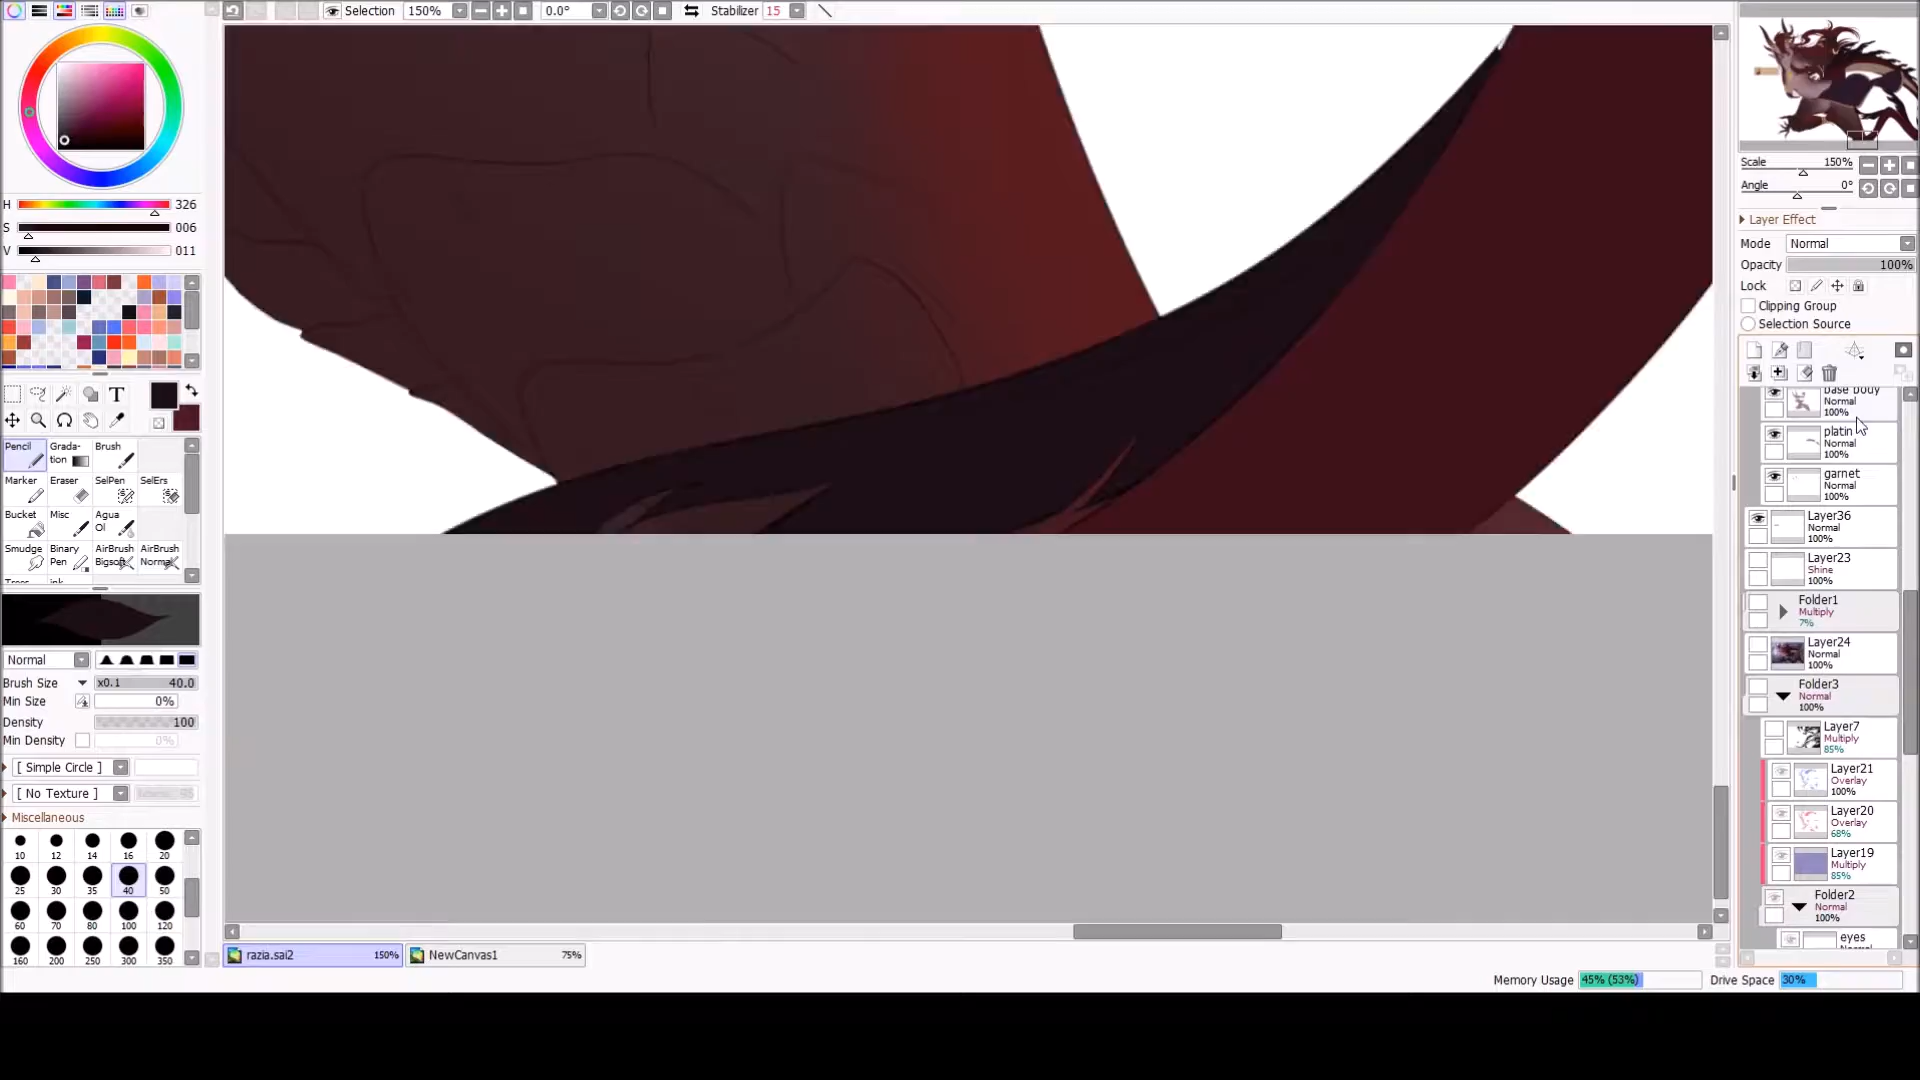 Selection 150% 0.0° Stabilizer 15
H 326
S 006
V 011
T
Pencil Grada-tion Brush
Marker Eraser SelPen SelErs
Bucket Misc Agua Ol
Smudge Binary Pen AirBrush Bigsoft AirBrush Normal
Normal
Brush Size x0.1 40.0
Min Size 0%
Density 100
Min Density 0%
[ Simple Circle ]
[ No Texture ]
Miscellaneous
10 12 14 16 20
25 30 35 40 50
60 70 80 100 120
160 200 250 300 350
razia.sai2 150% NewCanvas1 75%
Scale 150%
Angle 0°
Layer Effect
Mode Normal
Opacity 100%
Lock
Clipping Group
Selection Source
base body
Normal
100%
platin
Normal
100%
garnet
Normal
100%
Layer36
Normal
100%
Layer23
Shine
100%
Folder1
Multiply
7%
Layer24
Normal
100%
Folder3
Normal
100%
Layer7
Multiply
85%
Layer21
Overlay
100%
Layer20
Overlay
68%
Layer19
Multiply
85%
Folder2
Normal
100%
eyes
Memory Usage 45% (53%) Drive Space 30%